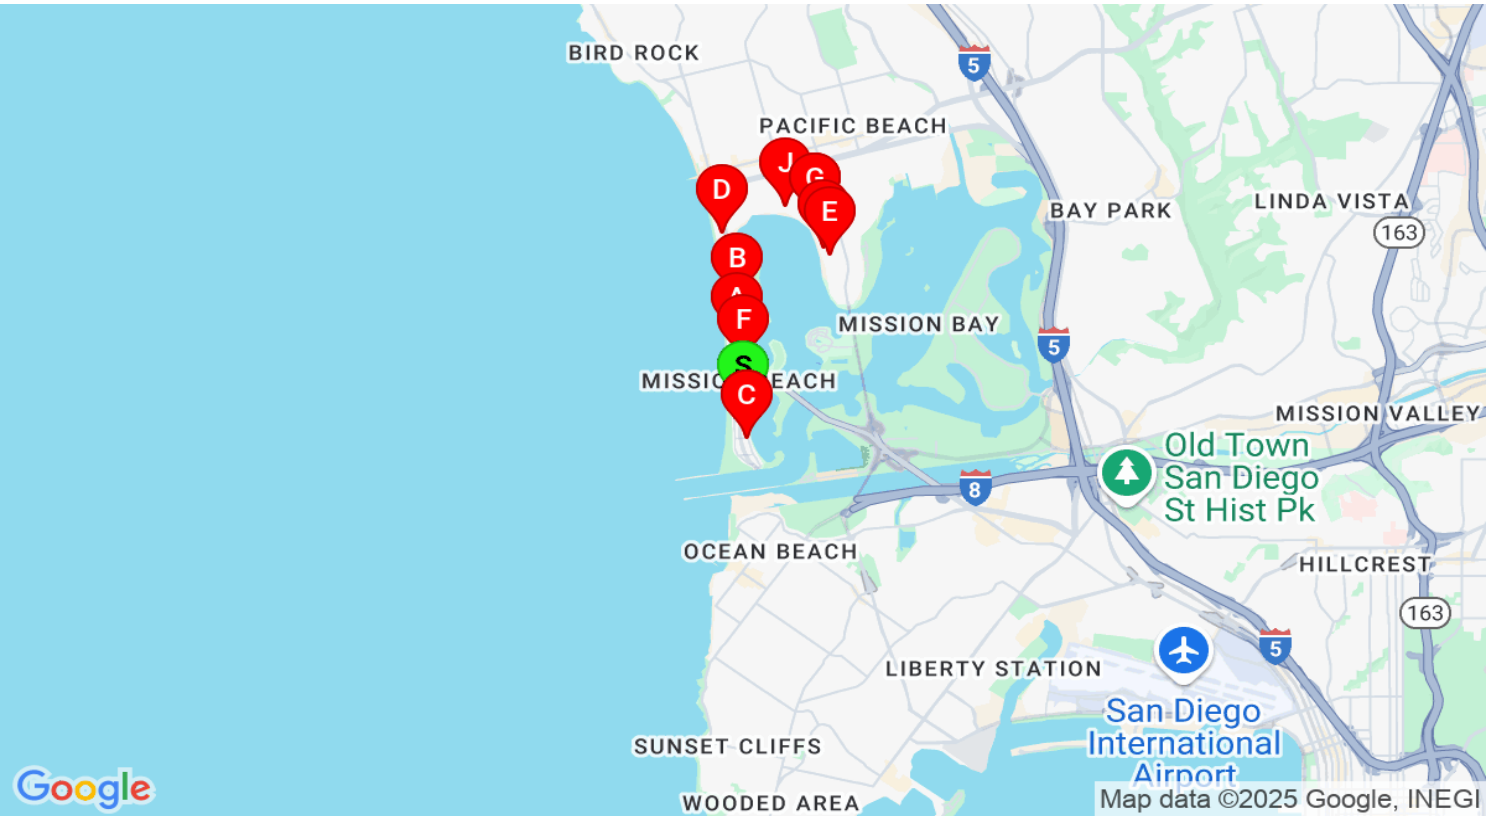 BIRD ROCK
5
PACIFIC BEACH
J
G
D
E
BAY PARK
LINDA VISTA
163
B
A
F
MISSION BAY
5
S
C
MISSION VALLEY
Old Town
San Diego
St Hist Pk
8
OCEAN BEACH
HILLCREST
163
5
LIBERTY STATION
San Diego
International
Airport
SUNSET CLIFFS
WOODED AREA
Google
Map data ©2025 Google, INEGI